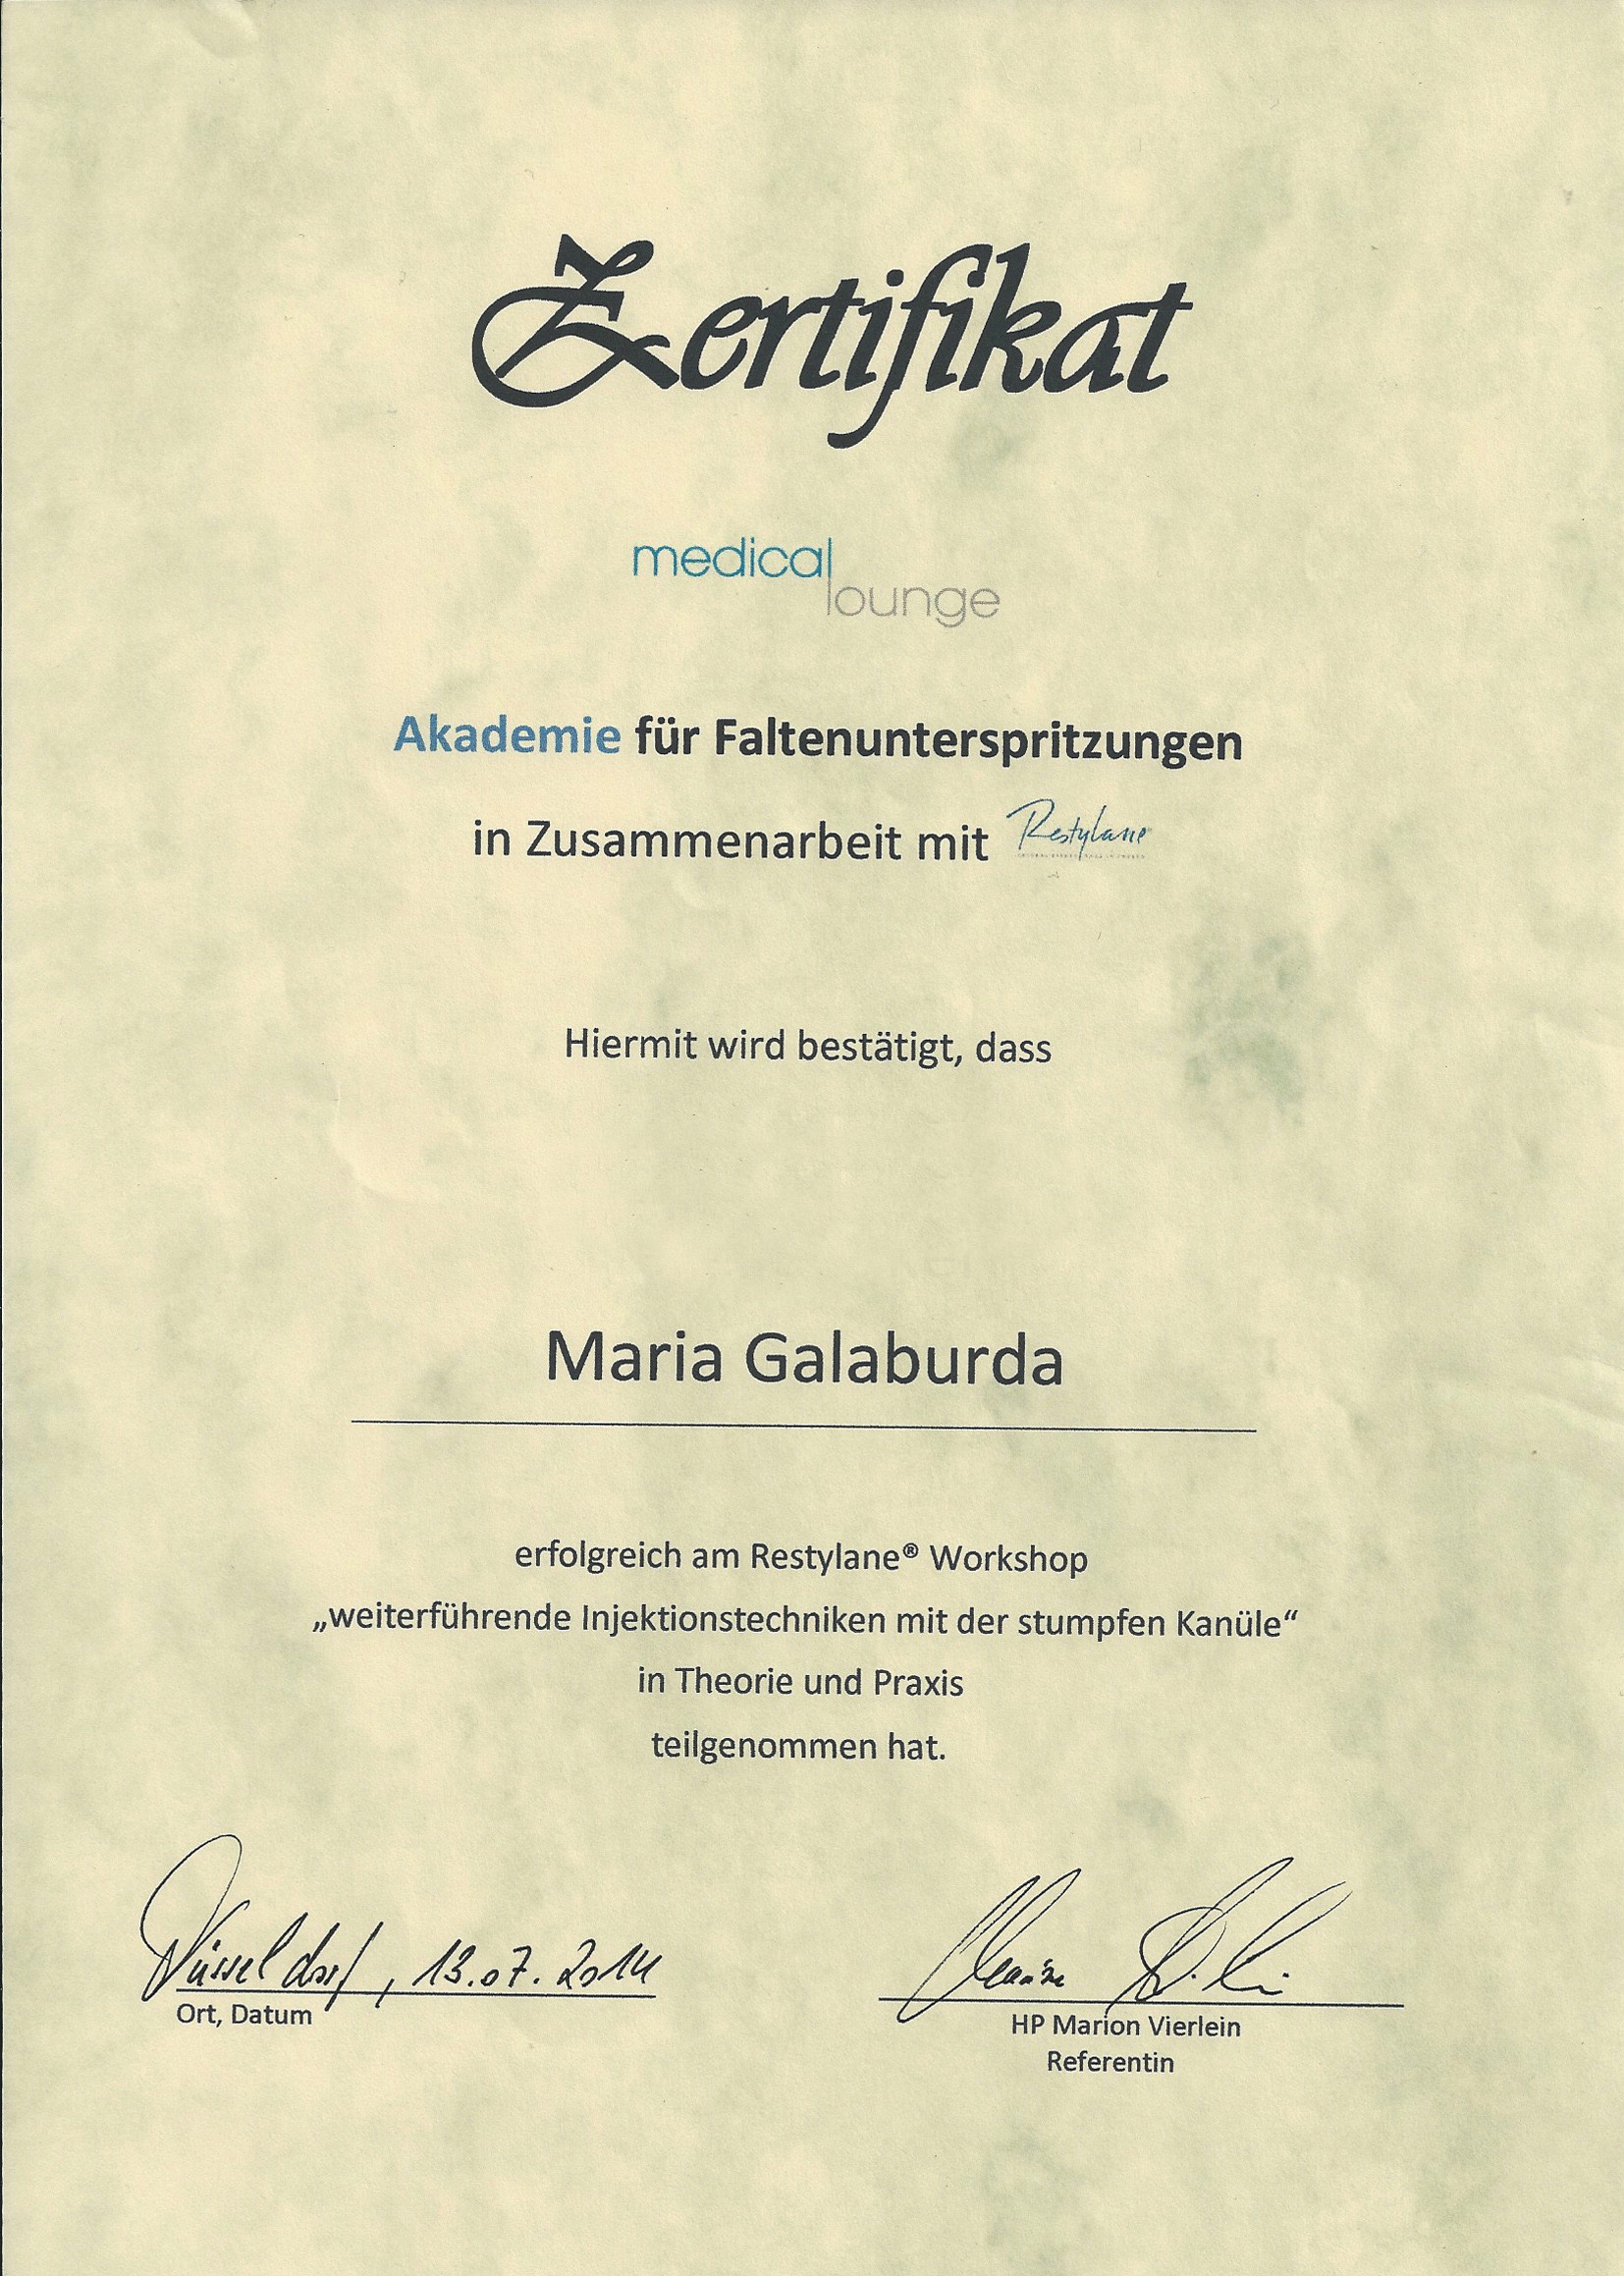 Zertifikat
medical
lounge
Akademie für Faltenunterspritzungen
in Zusammenarbeit mit Restylane
Hiermit wird bestätigt, dass
Maria Galaburda
erfolgreich am Restylane® Workshop
„weiterführende Injektionstechniken mit der stumpfen Kanüle“
in Theorie und Praxis
teilgenommen hat.
Düsseldorf, 13.07.2014
Ort, Datum
HP Marion Vierlein
Referentin